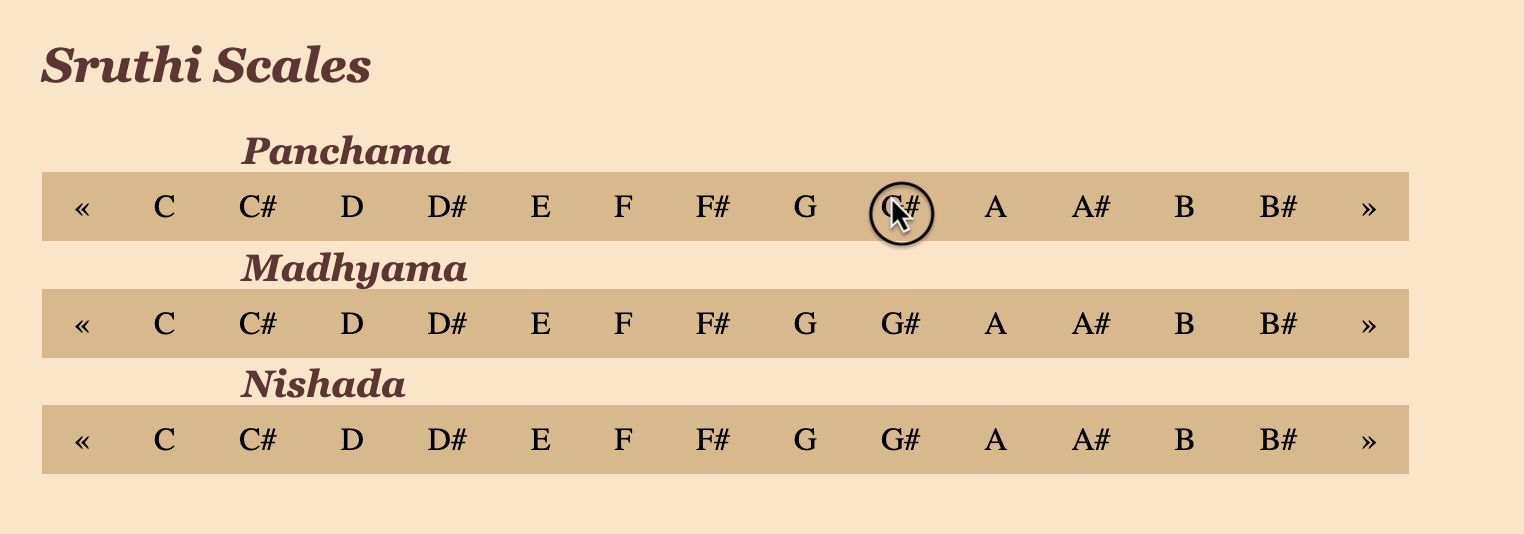 Sruthi Scales
Panchama
« C C# D D# E F F# G G# A A# B B# »
Madhyama
« C C# D D# E F F# G G# A A# B B# »
Nishada
« C C# D D# E F F# G G# A A# B B# »